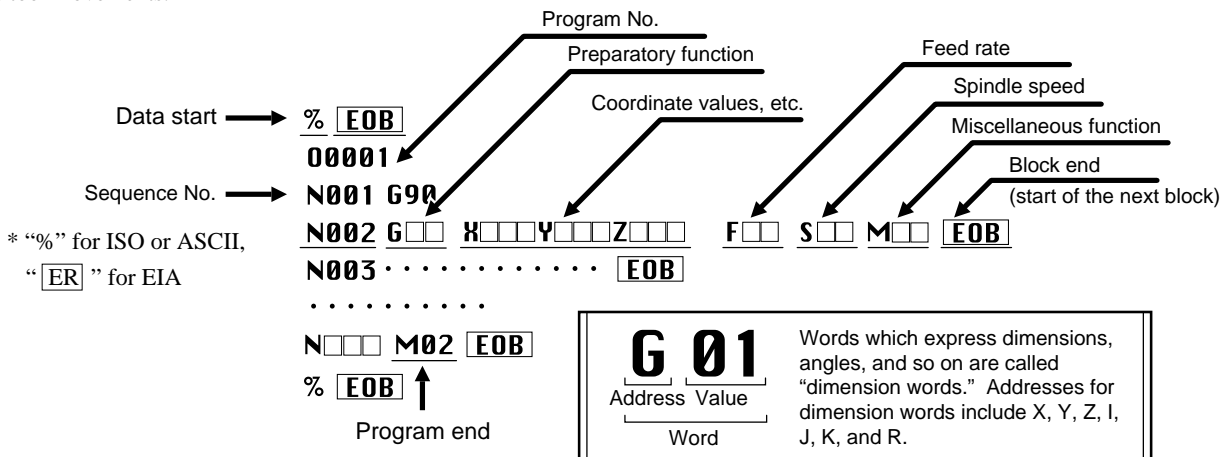 Program No.
Preparatory function
Coordinate values, etc.
Feed rate
Spindle speed
Miscellaneous function
Block end
(start of the next block)
Data start
% EOB
O0001
Sequence No.
N001 G90
* “%” for ISO or ASCII,
“ ER ” for EIA
N002 G□□ X□□□Y□□□Z□□□ F□□ S□□ M□□ EOB
N003 · · · · · · · · · · · · · EOB
· · · · · · · · · ·
N□□□ M02 EOB
% EOB
Program end
G 01
Address Value
Word
Words which express dimensions,
angles, and so on are called
“dimension words.” Addresses for
dimension words include X, Y, Z, I,
J, K, and R.